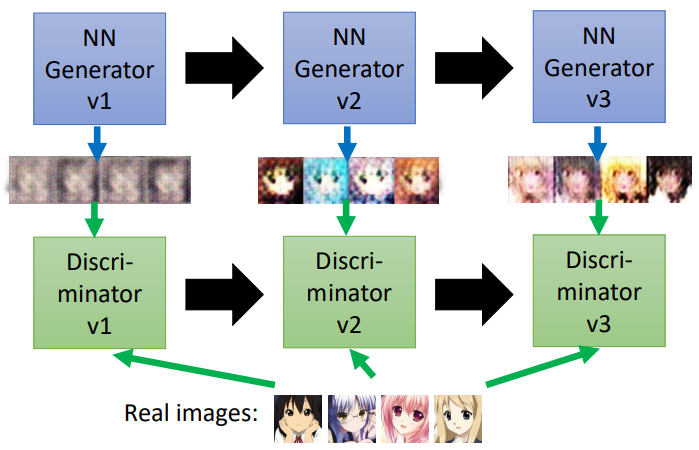 NN
Generator
v1
NN
Generator
v2
NN
Generator
v3
Discri-
minator
v1
Discri-
minator
v2
Discri-
minator
v3
Real images: